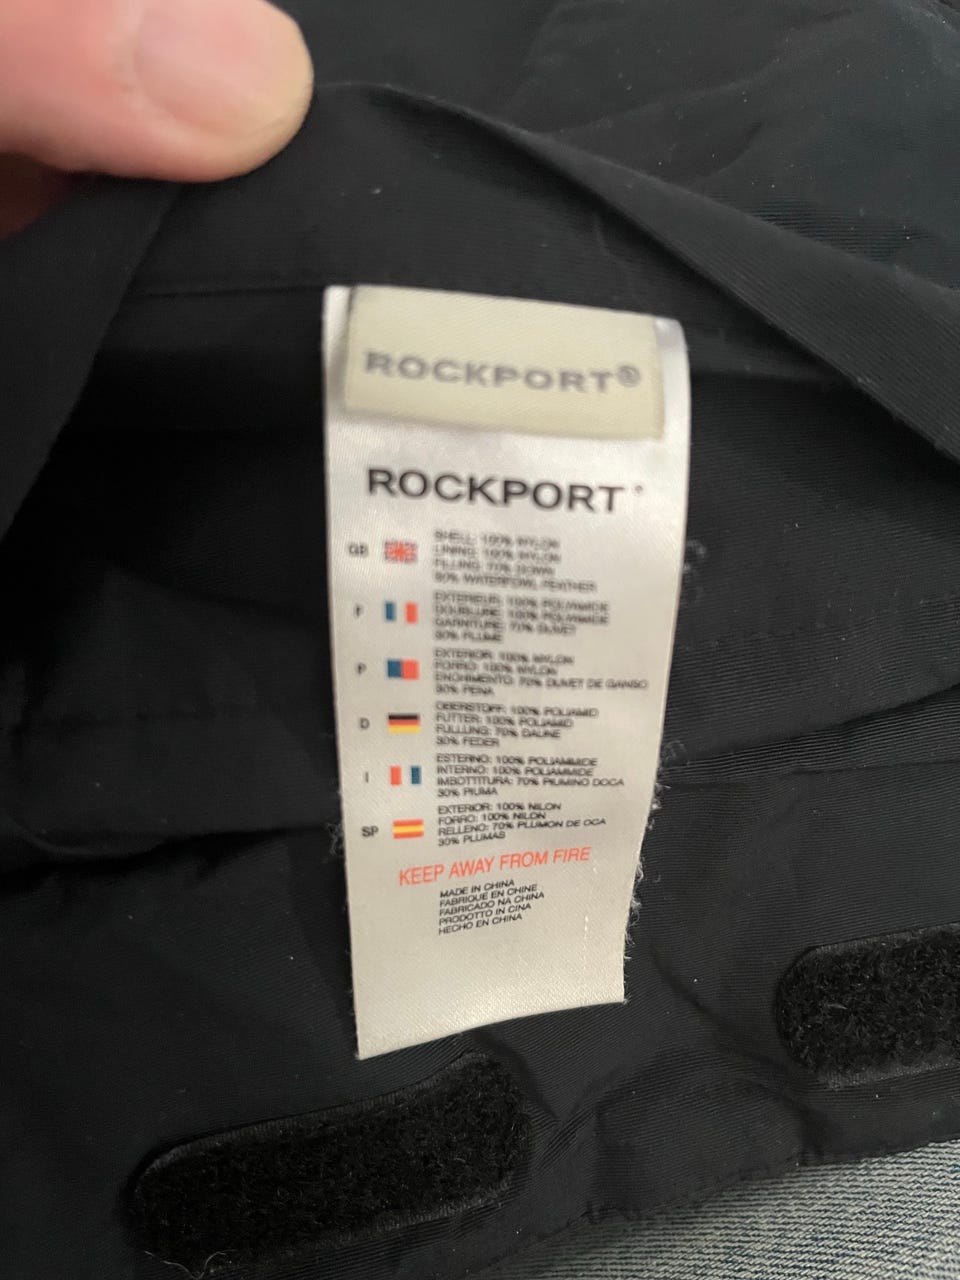 ROCKPORT®
ROCKPORT
GB
SHELL: 100% NYLON
LINING: 100% NYLON
FILLING: 70% DOWN
30% WATERFOWL FEATHER
F
EXTERIEUR: 100% POLYAMIDE
DOUBLURE: 100% POLYAMIDE
GARNITURE: 70% DUVET
30% PLUME
P
EXTERIOR: 100% NYLON
FORRO: 100% NYLON
ENCHIMENTO: 70% DUVET DE GANSO
30% PENA
D
OBERSTOFF: 100% POLIAMID
FUTTER: 100% POLIAMID
FULLUNG: 70% DAUNE
30% FEDER
I
ESTERNO: 100% POLIAMMIDE
INTERNO: 100% POLIAMMIDE
IMBOTTITURA: 70% PIUMINO DOCA
30% PIUMA
SP
EXTERIOR: 100% NILON
FORRO: 100% NILON
RELLENO: 70% PLUMON DE OCA
30% PLUMAS
KEEP AWAY FROM FIRE
MADE IN CHINA
FABRIQUE EN CHINE
FABRICADO NA CHINA
PRODOTTO IN CINA
HECHO EN CHINA